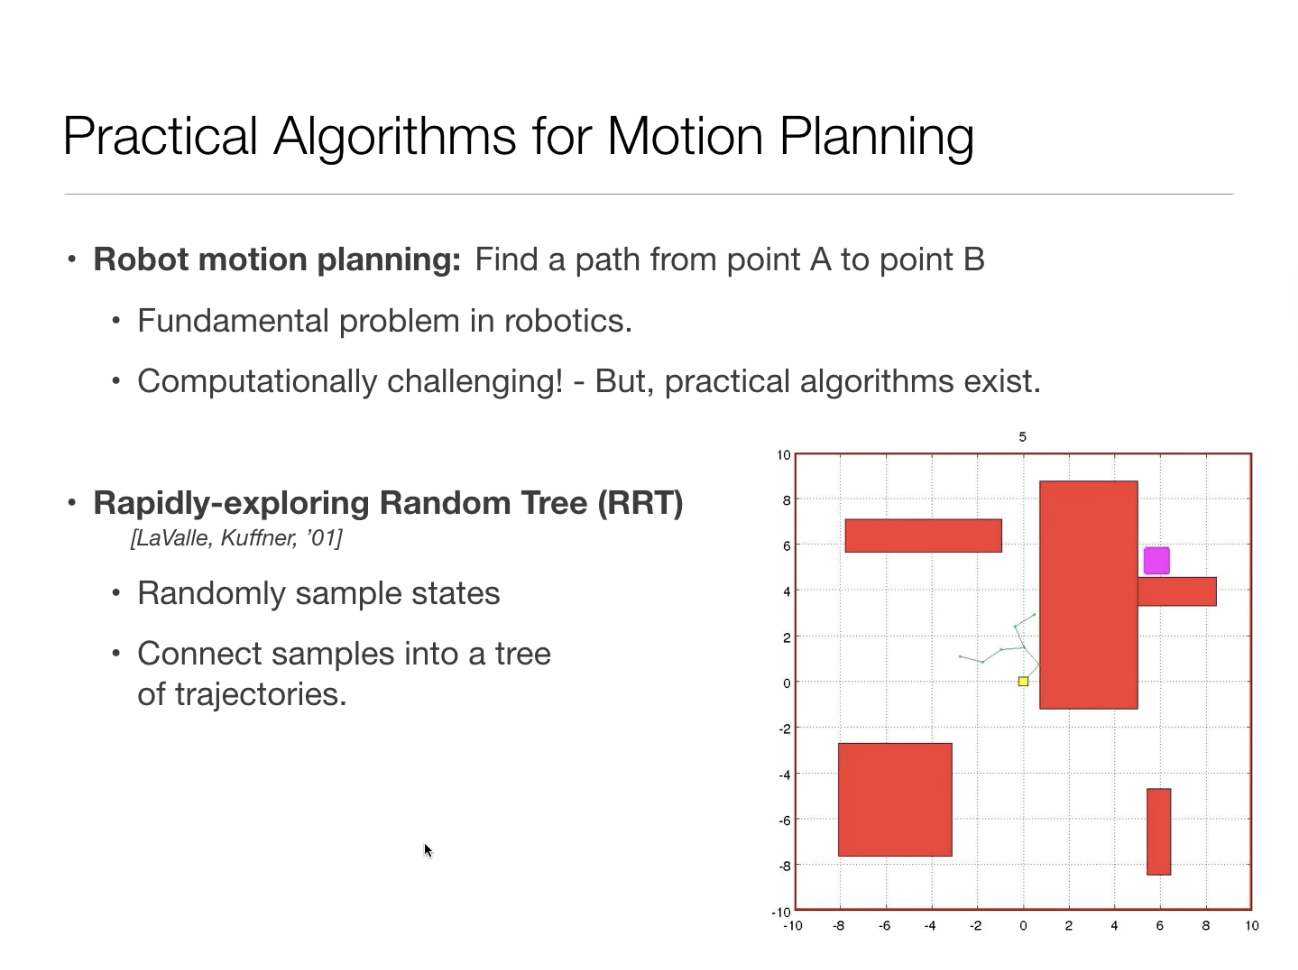 Practical Algorithms for Motion Planning
• Robot motion planning: Find a path from point A to point B
• Fundamental problem in robotics.
• Computationally challenging! - But, practical algorithms exist.
• Rapidly-exploring Random Tree (RRT)
[LaValle, Kuffner, ’01]
• Randomly sample states
• Connect samples into a tree
of trajectories.
5
10
8
6
4
2
0
-2
-4
-6
-8
-10
-10 -8 -6 -4 -2 0 2 4 6 8 10